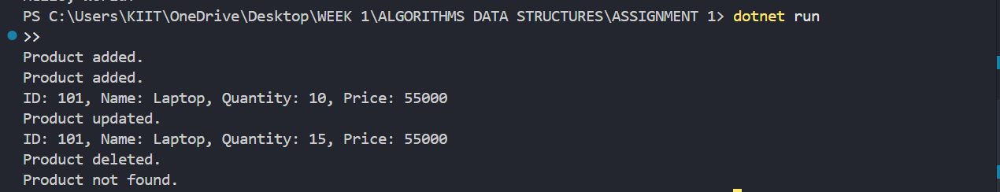 PS C:\Users\KIIT\OneDrive\Desktop\WEEK 1\ALGORITHMS DATA STRUCTURES\ASSIGNMENT 1> dotnet run
>>
Product added.
Product added.
ID: 101, Name: Laptop, Quantity: 10, Price: 55000
Product updated.
ID: 101, Name: Laptop, Quantity: 15, Price: 55000
Product deleted.
Product not found.